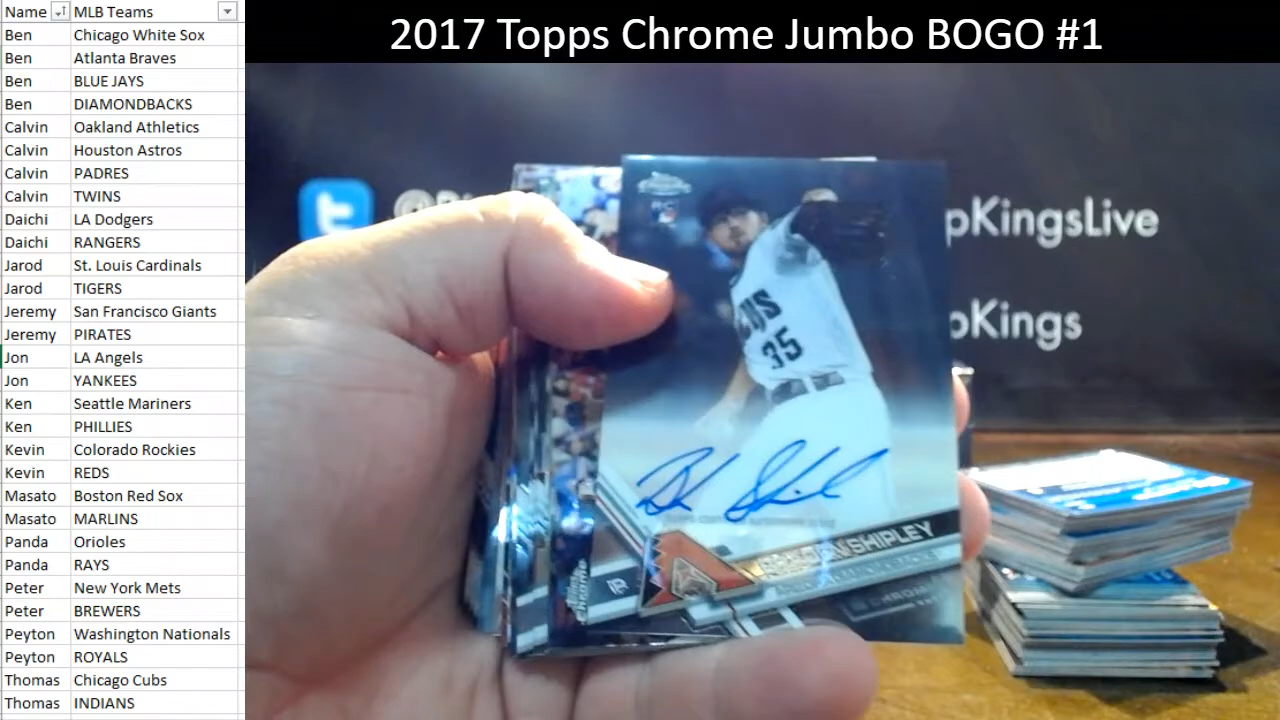 Name MLB Teams
Ben Chicago White Sox
Ben Atlanta Braves
Ben BLUE JAYS
Ben DIAMONDBACKS
Calvin Oakland Athletics
Calvin Houston Astros
Calvin PADRES
Calvin TWINS
Daichi LA Dodgers
Daichi RANGERS
Jarod St. Louis Cardinals
Jarod TIGERS
Jeremy San Francisco Giants
Jeremy PIRATES
Jon LA Angels
Jon YANKEES
Ken Seattle Mariners
Ken PHILLIES
Kevin Colorado Rockies
Kevin REDS
Masato Boston Red Sox
Masato MARLINS
Panda Orioles
Panda RAYS
Peter New York Mets
Peter BREWERS
Peyton Washington Nationals
Peyton ROYALS
Thomas Chicago Cubs
Thomas INDIANS
2017 Topps Chrome Jumbo BOGO #1
pKingsLive
Kings
35
SHIPLEY
chrome